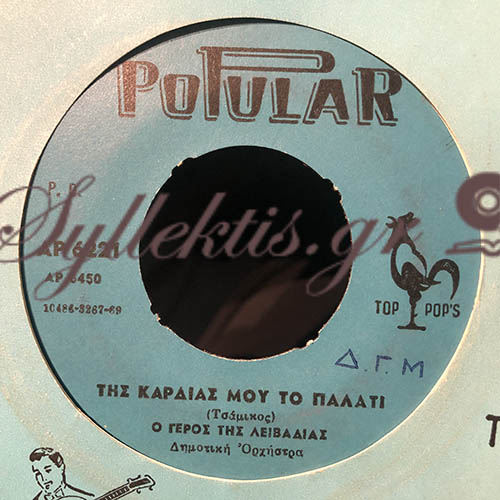 POPULAR
P. D.
Syllektis.gr
AP 6221
AP 6450
10486-3267-69
TOP POP'S
Δ.Γ.Μ
ΤΗΣ ΚΑΡΔΙΑΣ ΜΟΥ ΤΟ ΠΑΛΑΤΙ
(Τσάμικος)
Ο ΓΕΡΟΣ ΤΗΣ ΛΕΙΒΑΔΙΑΣ
Δημοτική Ὀρχήστρα
T